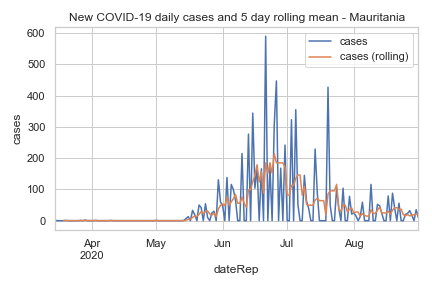 New COVID-19 daily cases and 5 day rolling mean - Mauritania
cases
cases (rolling)
600
500
400
300
200
100
0
cases
Apr
2020
May
Jun
Jul
Aug
dateRep